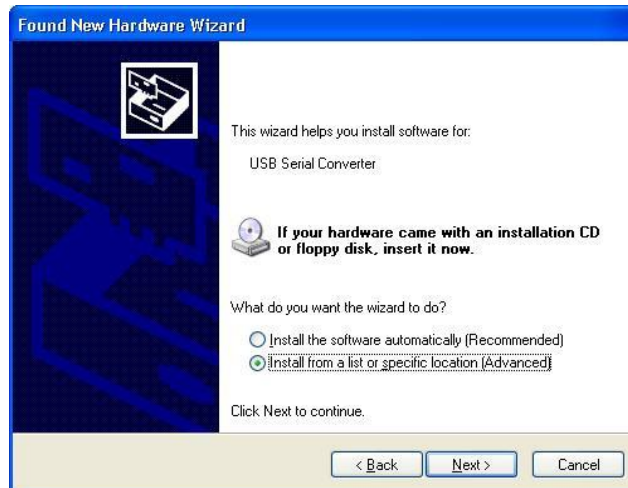 Found New Hardware Wizard
This wizard helps you install software for:
USB Serial Converter
If your hardware came with an installation CD
or floppy disk, insert it now.
What do you want the wizard to do?
Install the software automatically (Recommended)
Install from a list or specific location (Advanced)
Click Next to continue.
< Back
Next >
Cancel